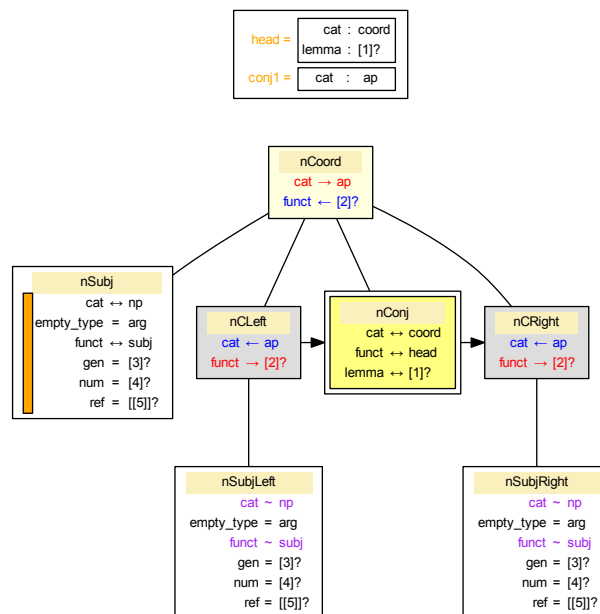 head =
cat : coord
lemma : [1]?
conj1 =
cat : ap
nCoord
cat → ap
funct ← [2]?
nSubj
cat ↔ np
empty_type = arg
funct ↔ subj
gen = [3]?
num = [4]?
ref = [[5]]?
nCLeft
cat ← ap
funct → [2]?
nConj
cat ↔ coord
funct ↔ head
lemma ↔ [1]?
nCRight
cat ← ap
funct → [2]?
nSubjLeft
cat ~ np
empty_type = arg
funct ~ subj
gen = [3]?
num = [4]?
ref = [[5]]?
nSubjRight
cat ~ np
empty_type = arg
funct ~ subj
gen = [3]?
num = [4]?
ref = [[5]]?